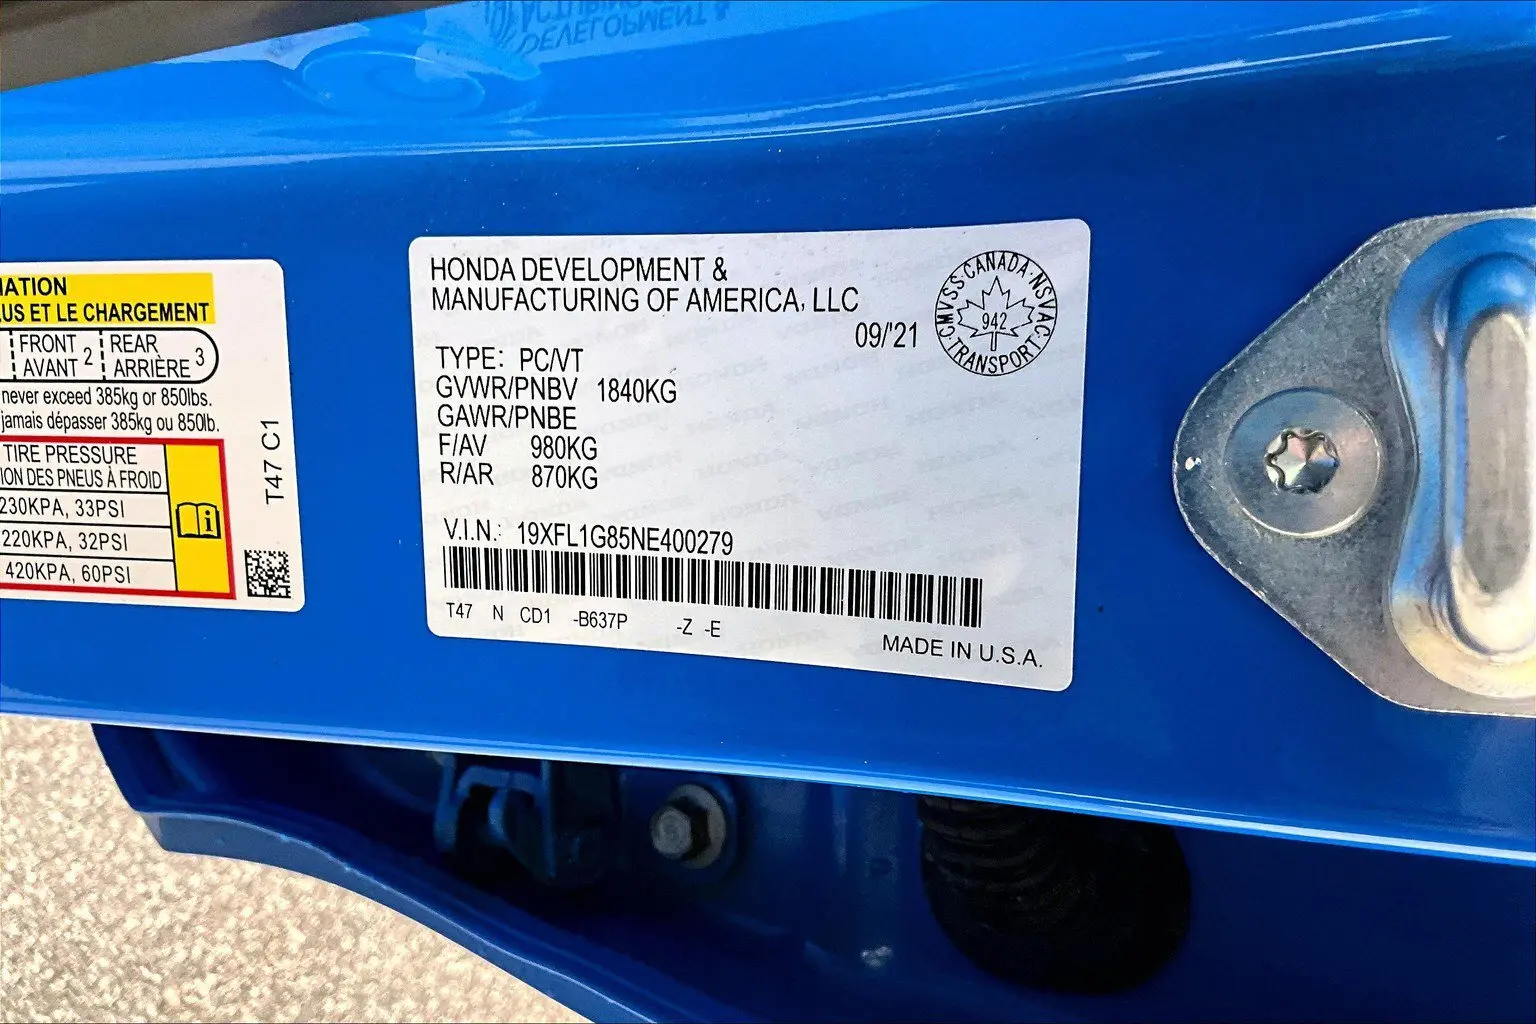 IATION
US ET LE CHARGEMENT
FRONT
AVANT 2
REAR
ARRIÈRE 3
never exceed 385kg or 850lbs.
jamais dépasser 385kg ou 850lb.
TIRE PRESSURE
ION DES PNEUS À FROID
230KPA, 33PSI
220KPA, 32PSI
420KPA, 60PSI
T47 C1
HONDA DEVELOPMENT &
MANUFACTURING OF AMERICA, LLC
09/'21
CMVSS·CANADA·NSVAC
942
·TRANSPORT·
TYPE: PC/VT
GVWR/PNBV 1840KG
GAWR/PNBE
F/AV 980KG
R/AR 870KG
V.I.N.: 19XFL1G85NE400279
T47 N CD1 -B637P -Z -E
MADE IN U.S.A.
DEVELOPMENT &